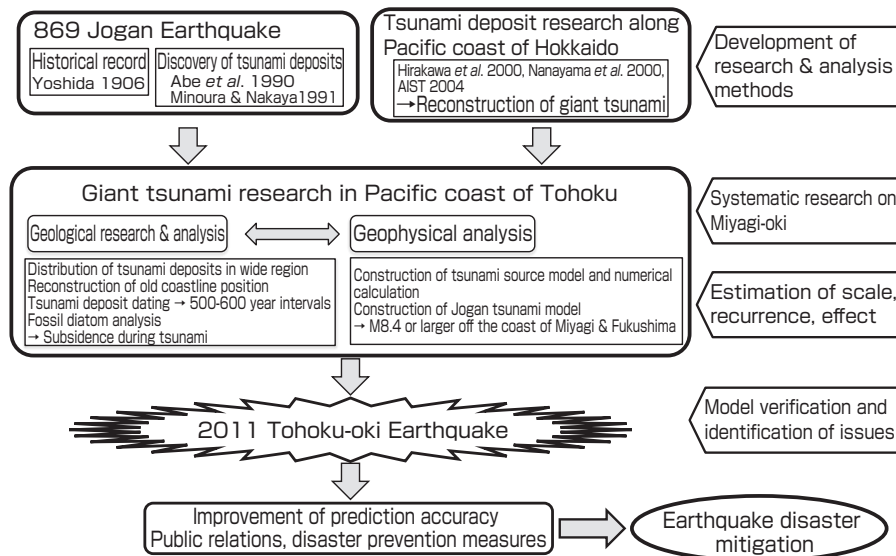 869 Jogan Earthquake
Historical record
Yoshida 1906
Discovery of tsunami deposits
Abe et al. 1990
Minoura & Nakaya1991
Tsunami deposit research along
Pacific coast of Hokkaido
Hirakawa et al. 2000, Nanayama et al. 2000,
AIST 2004
→Reconstruction of giant tsunami
Development of
research & analysis
methods
Giant tsunami research in Pacific coast of Tohoku
Geological research & analysis
Geophysical analysis
Distribution of tsunami deposits in wide region
Reconstruction of old coastline position
Tsunami deposit dating → 500-600 year intervals
Fossil diatom analysis
→ Subsidence during tsunami
Construction of tsunami source model and numerical
calculation
Construction of Jogan tsunami model
→ M8.4 or larger off the coast of Miyagi & Fukushima
Systematic research on
Miyagi-oki
Estimation of scale,
recurrence, effect
2011 Tohoku-oki Earthquake
Model verification and
identification of issues
Improvement of prediction accuracy
Public relations, disaster prevention measures
Earthquake disaster
mitigation